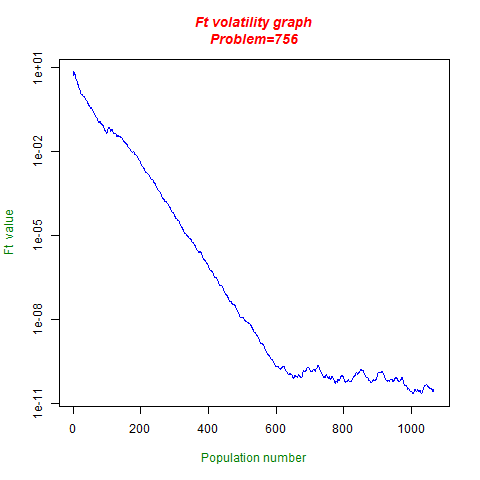 Ft volatility graph
Problem=756
Ft value
1e+01
1e-02
1e-05
1e-08
1e-11
0 200 400 600 800 1000
Population number